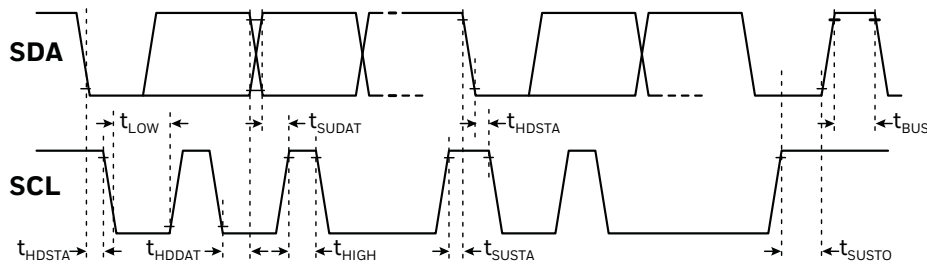 SDA
tLOW
tSUDAT
tHDSTA
tBUS
SCL
tHDSTA
tHDDAT
tHIGH
tSUSTA
tSUSTO